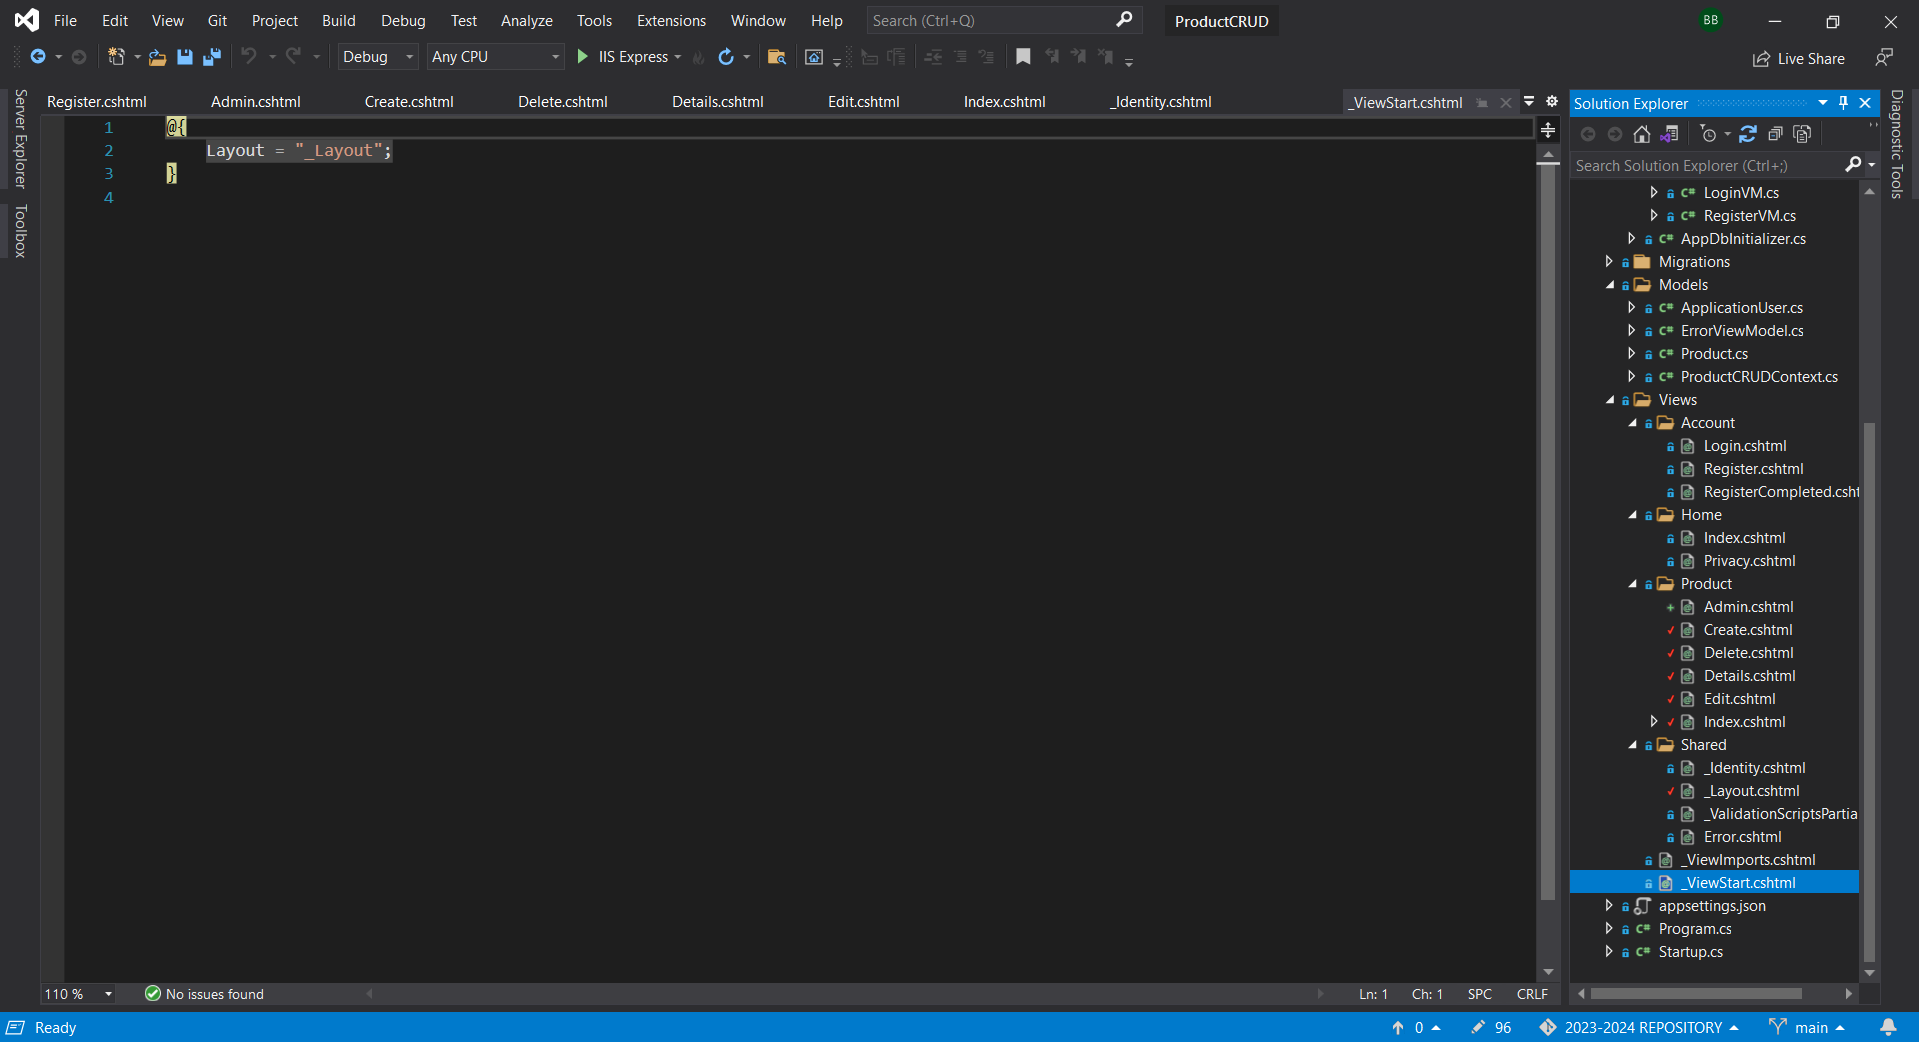 File Edit View Git Project Build Debug Test Analyze Tools Extensions Window Help Search (Ctrl+Q) ProductCRUD BB
Debug Any CPU IIS Express Live Share
Register.cshtml Admin.cshtml Create.cshtml Delete.cshtml Details.cshtml Edit.cshtml Index.cshtml _Identity.cshtml _ViewStart.cshtml
Server Explorer
Toolbox
1 @{
2 Layout = "_Layout";
3 }
4
110 % No issues found Ln: 1 Ch: 1 SPC CRLF
Solution Explorer
Search Solution Explorer (Ctrl+;)
C# LoginVM.cs
C# RegisterVM.cs
C# AppDbInitializer.cs
Migrations
Models
C# ApplicationUser.cs
C# ErrorViewModel.cs
C# Product.cs
C# ProductCRUDContext.cs
Views
Account
Login.cshtml
Register.cshtml
RegisterCompleted.csht
Home
Index.cshtml
Privacy.cshtml
Product
Admin.cshtml
Create.cshtml
Delete.cshtml
Details.cshtml
Edit.cshtml
Index.cshtml
Shared
_Identity.cshtml
_Layout.cshtml
_ValidationScriptsPartia
Error.cshtml
_ViewImports.cshtml
_ViewStart.cshtml
appsettings.json
C# Program.cs
C# Startup.cs
Diagnostic Tools
Ready 0 96 2023-2024 REPOSITORY main